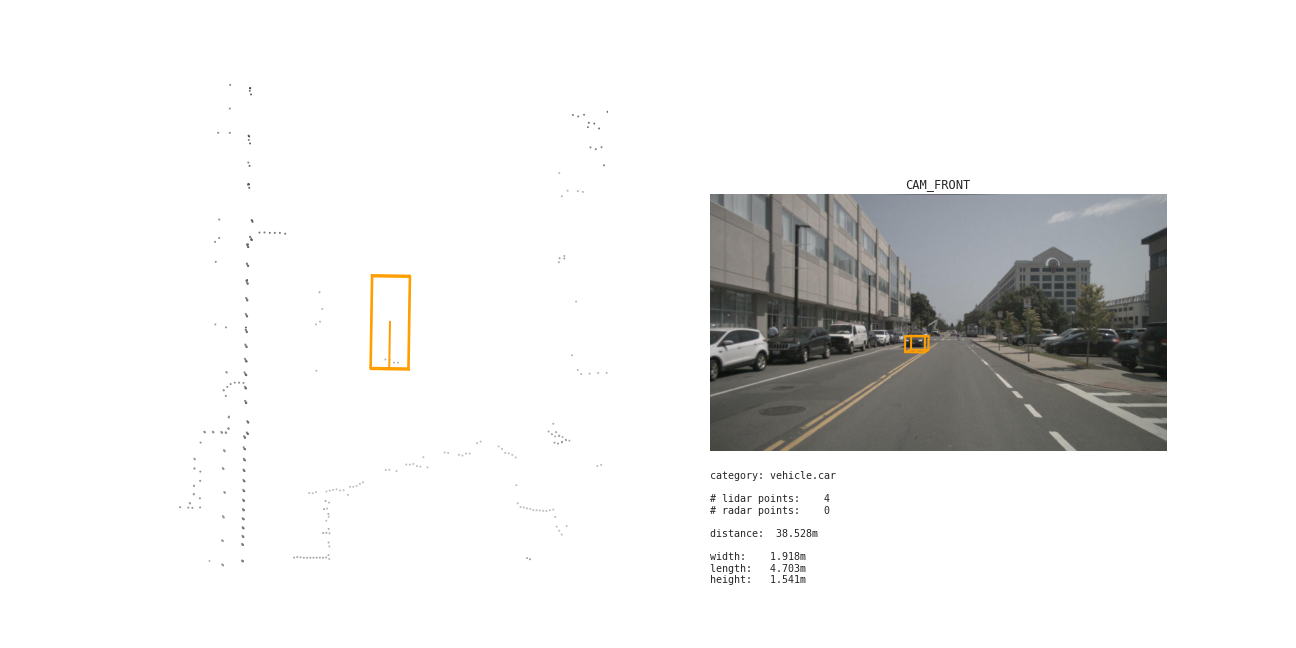 CAM_FRONT
category: vehicle.car
# lidar points:    4
# radar points:    0
distance:  38.528m
width:    1.918m
length:   4.703m
height:   1.541m